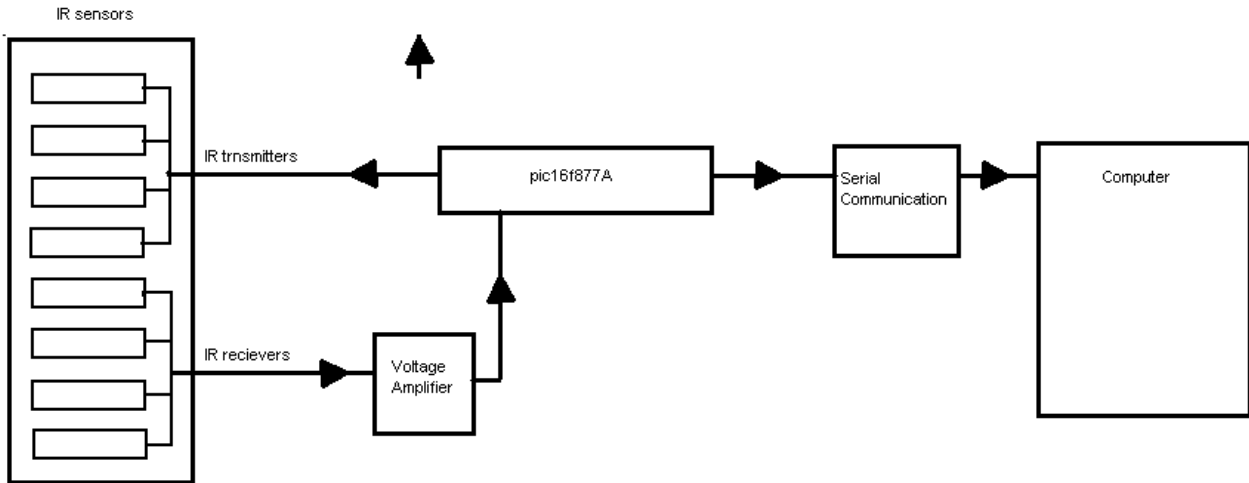 IR sensors
IR trnsmitters
pic16f877A
Serial
Communication
Computer
IR recievers
Voltage
Amplifier